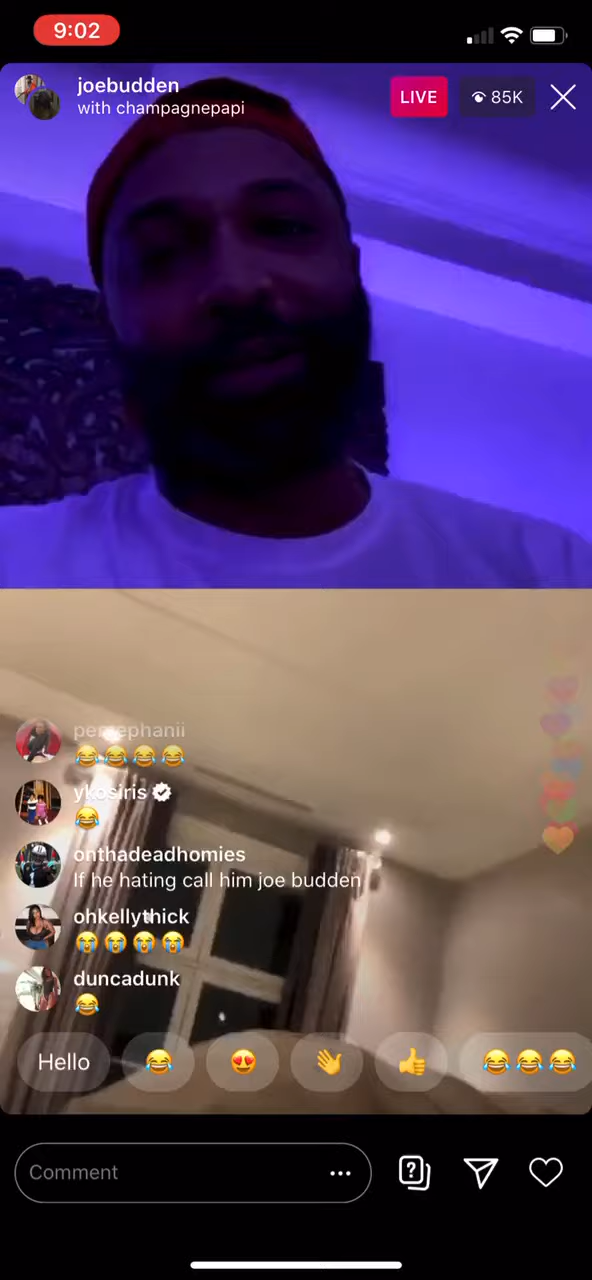 9:02
joebudden
with champagnepapi
LIVE
85K
persephanii
😂😂😂😂
ykosiris
😂
onthadeadhomies
If he hating call him joe budden
ohkellythick
😭😭😭😭
duncadunk
😂
Hello 😂 😍 👋 👍 😂😂😂
Comment